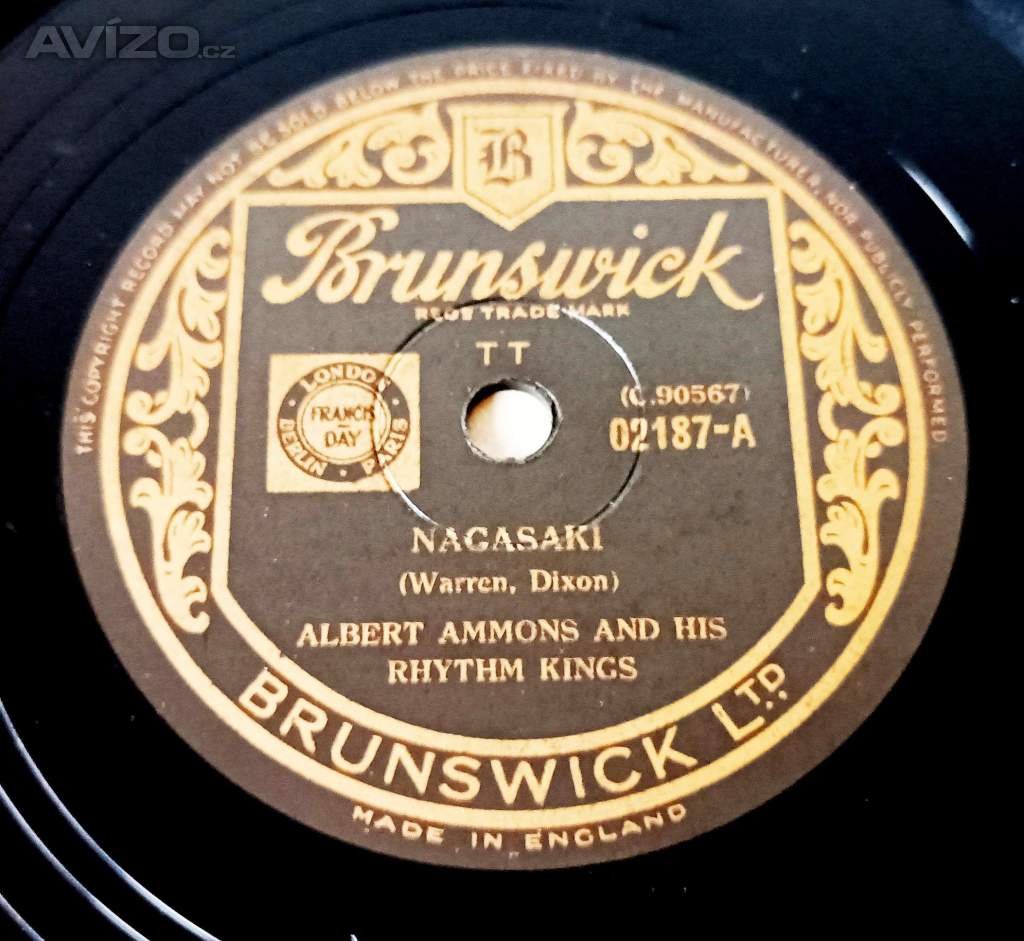 AVÍZO.cz
THIS COPYRIGHT RECORD MAY NOT BE SOLD BELOW THE PRICE FIXED BY THE MANUFACTURER, NOR PUBLICLY PERFORMED
B
Brunswick
REGD TRADE MARK
TT
LONDON
FRANCIS
DAY
BERLIN · PARIS
(C.90567)
02187-A
NAGASAKI
(Warren, Dixon)
ALBERT AMMONS AND HIS
RHYTHM KINGS
BRUNSWICK LTD.
MADE IN ENGLAND